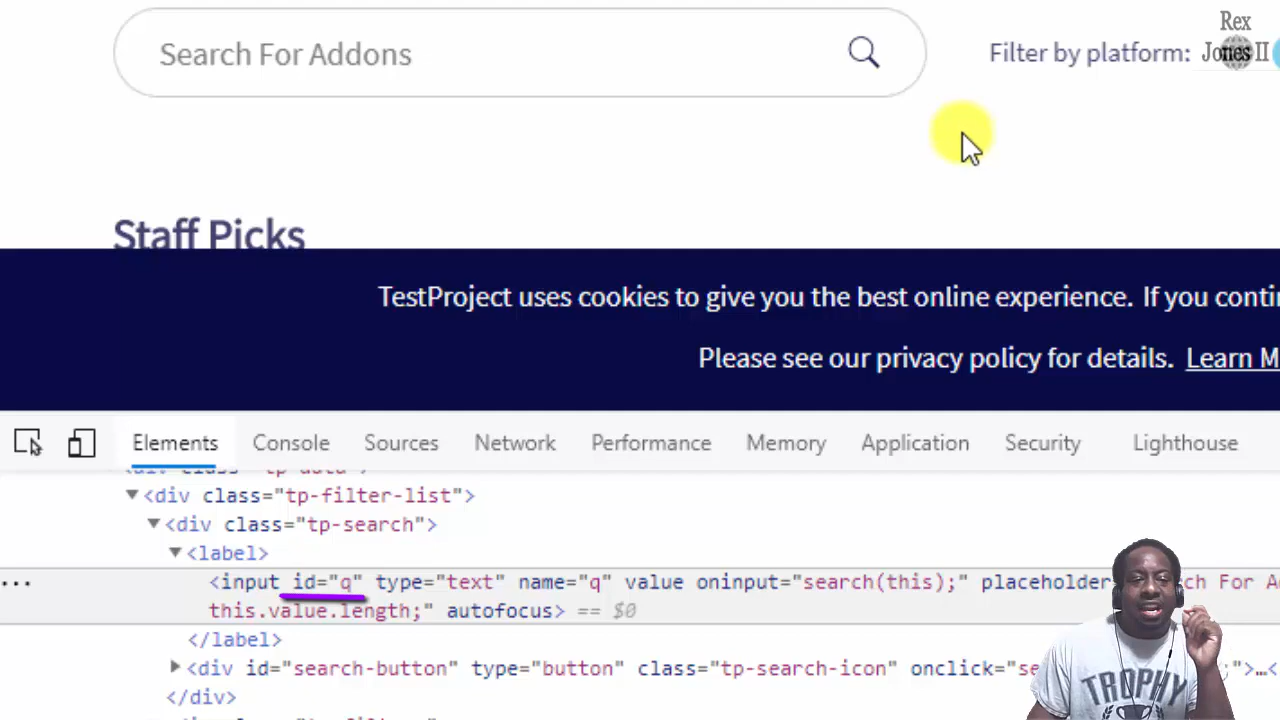 Rex
Jones II
Search For Addons
Filter by platform:
Staff Picks
TestProject uses cookies to give you the best online experience. If you
Please see our privacy policy for details. Learn
Elements Console Sources Network Performance Memory Application Security Lighthouse
<div class="tp-filter-list">
<div class="tp-search">
<label>
... <input id="q" type="text" name="q" value oninput="search(this);" placeholder For
this.value.length;" autofocus> == $0
</label>
<div id="search-button" type="button" class="tp-search-icon" onclick= ;">…<
</div>
TROPHY